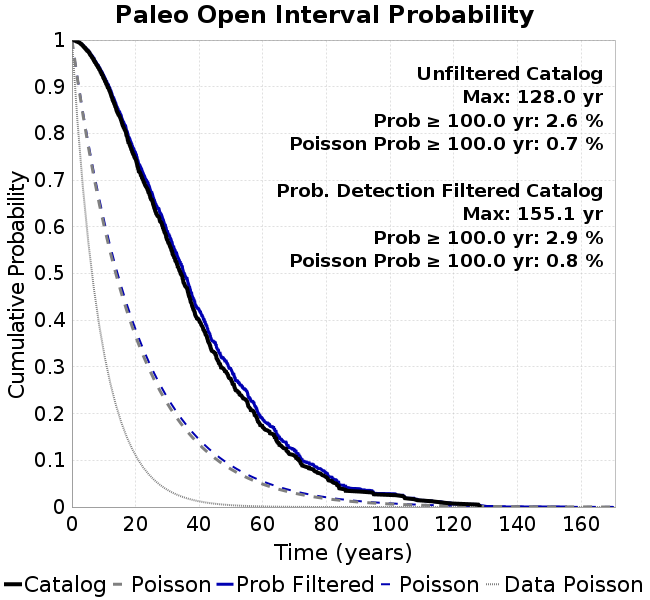 Paleo Open Interval Probability
Cumulative Probability
1
0.9
0.8
0.7
0.6
0.5
0.4
0.3
0.2
0.1
0
Unfiltered Catalog
Max: 128.0 yr
Prob ≥ 100.0 yr: 2.6 %
Poisson Prob ≥ 100.0 yr: 0.7 %
Prob. Detection Filtered Catalog
Max: 155.1 yr
Prob ≥ 100.0 yr: 2.9 %
Poisson Prob ≥ 100.0 yr: 0.8 %
0 20 40 60 80 100 120 140 160
Time (years)
Catalog Poisson Prob Filtered Poisson Data Poisson